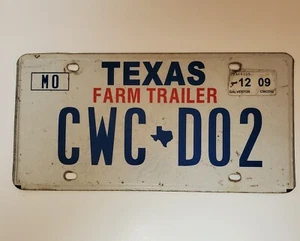 MO
TEXAS
12 09
FARM TRAILER
CWC D02